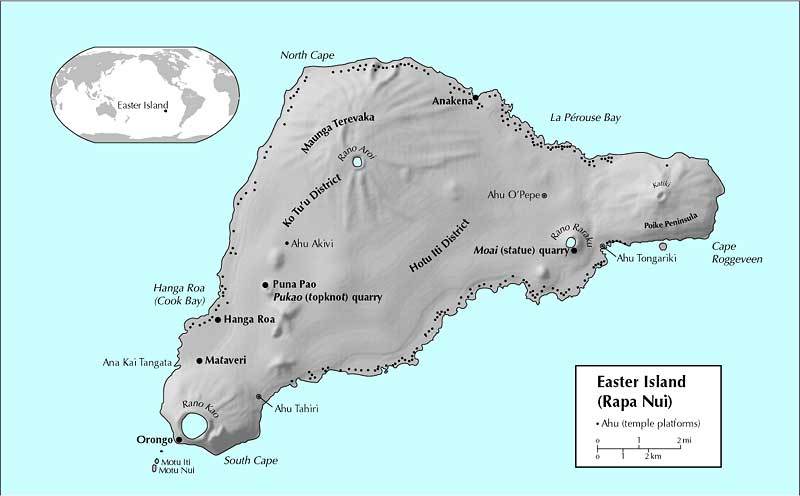 North Cape
Easter Island
Anakena
La Pérouse Bay
Maunga Terevaka
Rano Aroi
Katiki
Ko Tu'u District
Ahu O'Pepe
Poike Peninsula
Hotu Iti District
Rano Raraku
Ahu Akivi
Moai (statue) quarry
Cape
Roggeveen
Ahu Tongariki
Hanga Roa
(Cook Bay)
Puna Pao
Pukao (topknot) quarry
Hanga Roa
Ana Kai Tangata
Mataveri
Rano Kao
Ahu Tahiri
Orongo
South Cape
Motu Iti
Motu Nui
Easter Island
(Rapa Nui)
Ahu (temple platforms)
0 1 2 mi
0 1 2 km